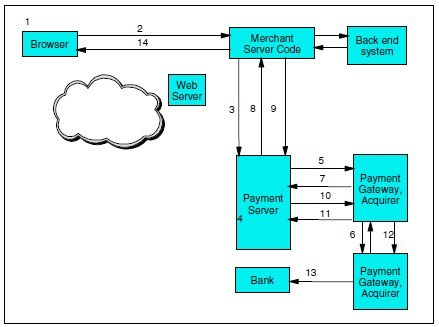 1
2
Browser
14
Merchant
Server Code
Back end
system
Web
Server
3
8
9
5
7
10
11
Payment
Server
4
Payment
Gateway,
Acquirer
6
12
Bank
13
Payment
Gateway,
Acquirer